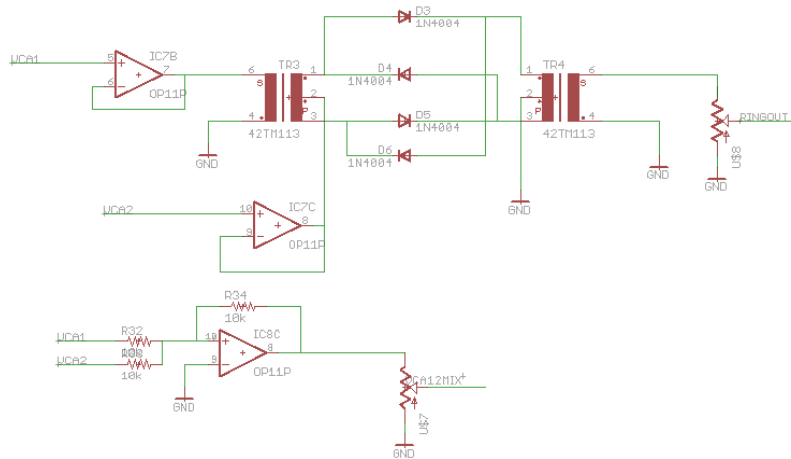 D3
1N4004
VCA1
5
7
6
IC7B
OP11P
6
S
4
TR3
1
2
P
3
42TM113
D4
1N4004
D5
1N4004
D6
1N4004
TR4
1
2
P
3
S
6
4
42TM113
RINGOUT
U$8
GND
GND
GND
GND
VCA2
10
9
8
IC7C
OP11P
R34
10k
VCA1
R32
10k
VCA2
10k
10
9
8
IC8C
OP11P
GND
VCA12MIX
U$7
GND